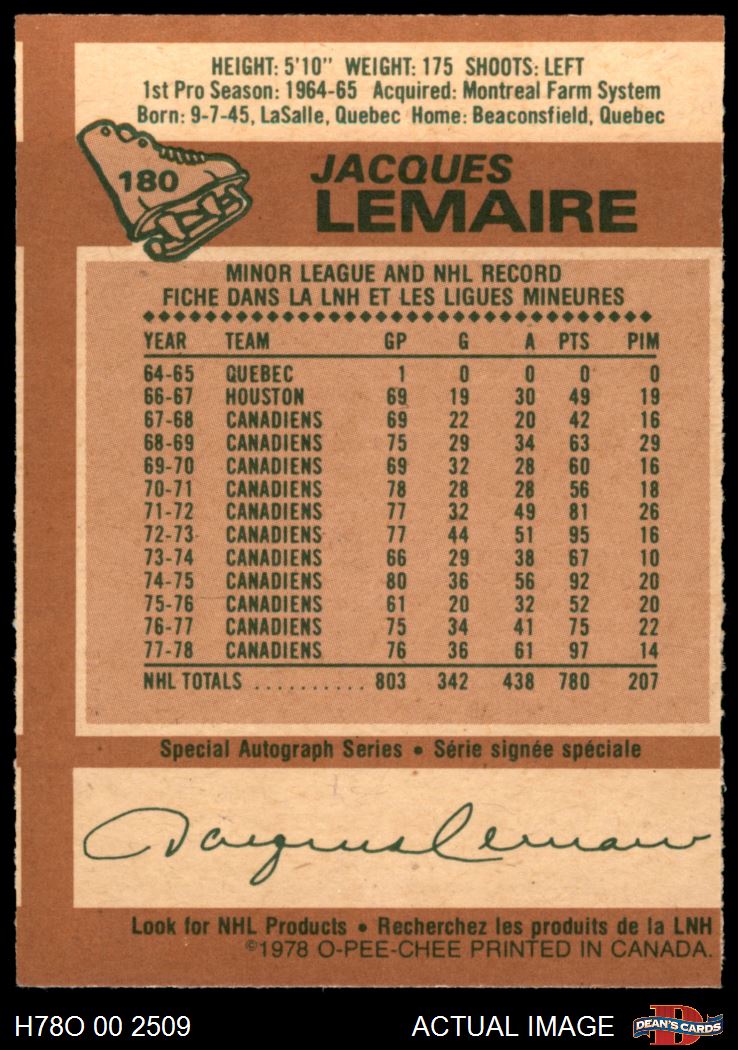 HEIGHT: 5'10" WEIGHT: 175 SHOOTS: LEFT
1st Pro Season: 1964-65 Acquired: Montreal Farm System
Born: 9-7-45, LaSalle, Quebec Home: Beaconsfield, Quebec
180
JACQUES
LEMAIRE
MINOR LEAGUE AND NHL RECORD
FICHE DANS LA LNH ET LES LIGUES MINEURES
YEAR TEAM GP G A PTS PIM
64-65 QUEBEC 1 0 0 0 0
66-67 HOUSTON 69 19 30 49 19
67-68 CANADIENS 69 22 20 42 16
68-69 CANADIENS 75 29 34 63 29
69-70 CANADIENS 69 32 28 60 16
70-71 CANADIENS 78 28 28 56 18
71-72 CANADIENS 77 32 49 81 26
72-73 CANADIENS 77 44 51 95 16
73-74 CANADIENS 66 29 38 67 10
74-75 CANADIENS 80 36 56 92 20
75-76 CANADIENS 61 20 32 52 20
76-77 CANADIENS 75 34 41 75 22
77-78 CANADIENS 76 36 61 97 14
NHL TOTALS .......... 803 342 438 780 207
Special Autograph Series • Série signée spéciale
Jacques Lemaire
Look for NHL Products • Recherchez les produits de la LNH
©1978 O-PEE-CHEE PRINTED IN CANADA.
H78O 00 2509 ACTUAL IMAGE DEAN'S CARDS